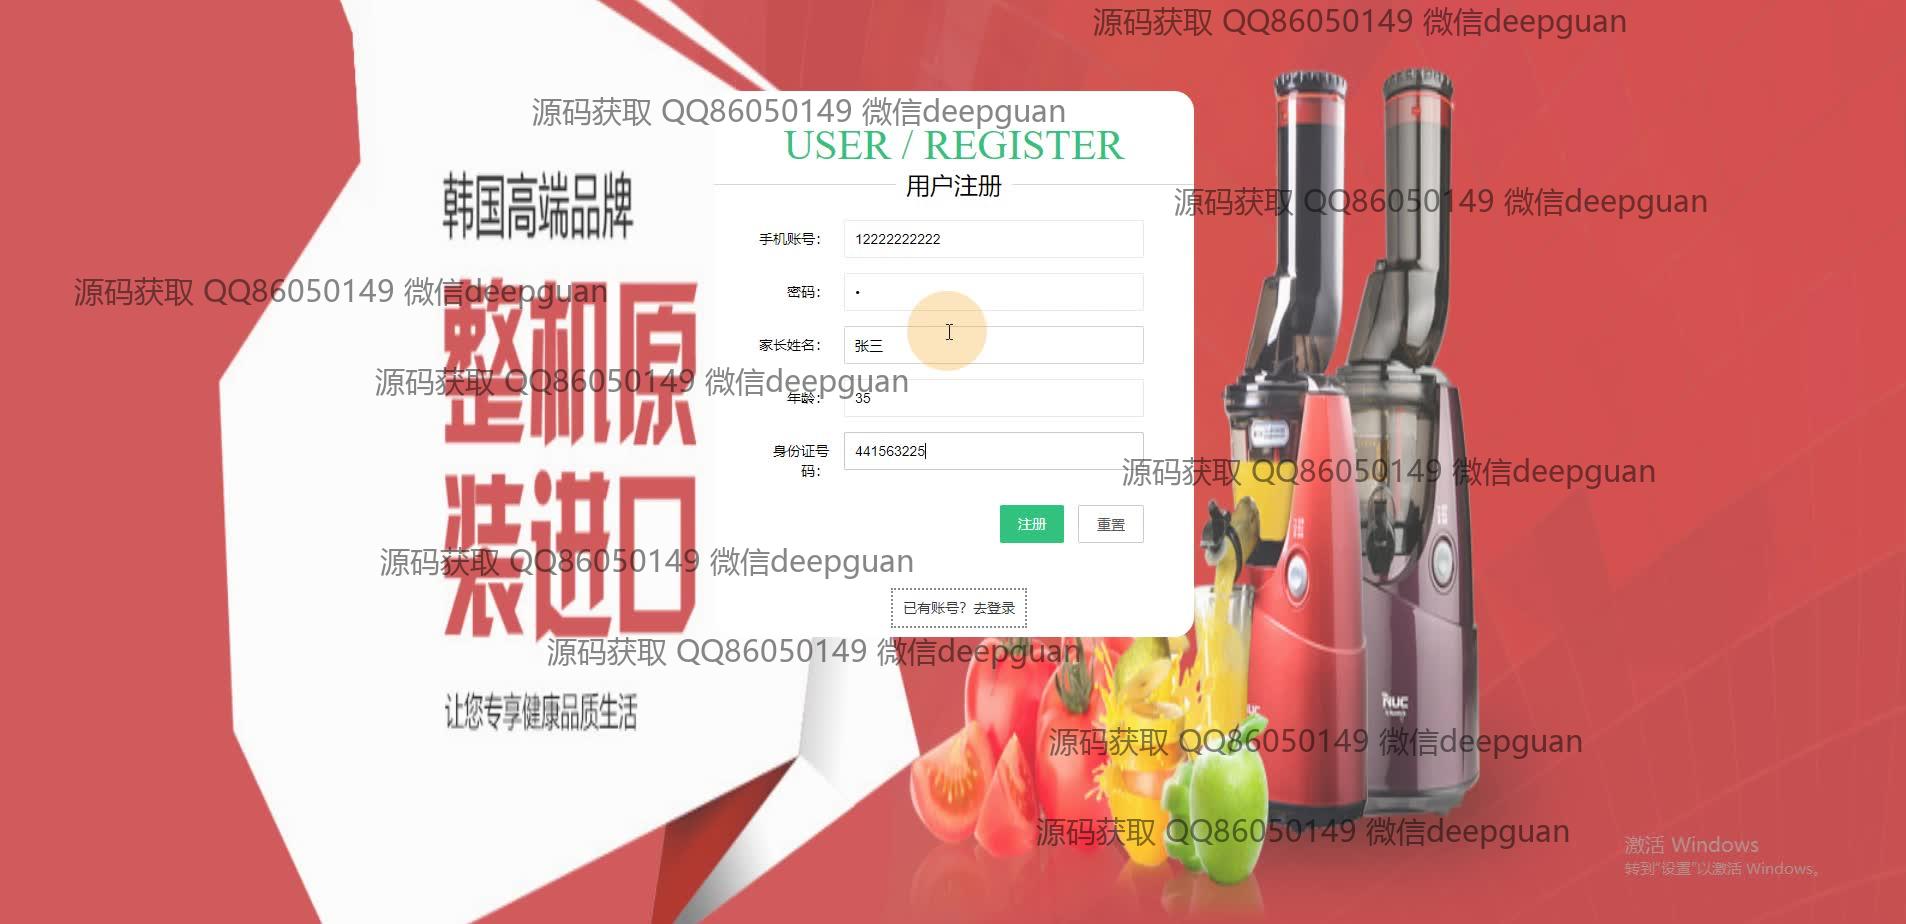 源码获取 QQ86050149 微信deepguan
源码获取 QQ86050149 微信deepguan
USER / REGISTER
用户注册
韩国高端品牌
源码获取 QQ86050149 微信deepguan
手机账号：
12222222222
源码获取 QQ86050149 微信deepguan
密码：
•
整机原
家长姓名：
张三
源码获取 QQ86050149 微信deepguan
年龄：
35
身份证号码：
441563225
源码获取 QQ86050149 微信deepguan
装进口
注册
重置
源码获取 QQ86050149 微信deepguan
已有账号？去登录
源码获取 QQ86050149 微信deepguan
让您专享健康品质生活
NUC
NUC
源码获取 QQ86050149 微信deepguan
源码获取 QQ86050149 微信deepguan
激活 Windows
转到“设置”以激活 Windows。